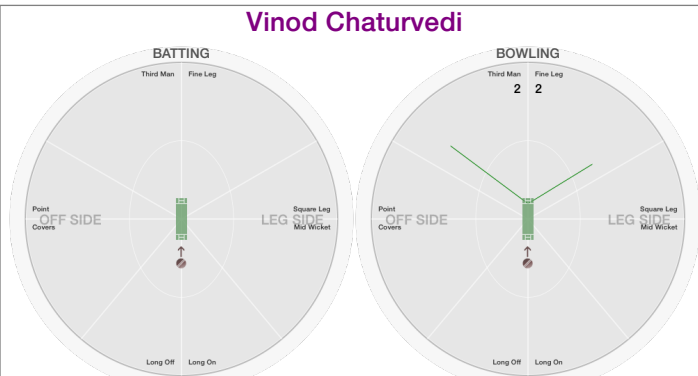 Vinod Chaturvedi
BATTING
Third Man Fine Leg
Point
OFF SIDE
Covers
Square Leg
LEG SIDE
Mid Wicket
Long Off Long On
BOWLING
Third Man Fine Leg
2 2
Point
OFF SIDE
Covers
Square Leg
LEG SIDE
Mid Wicket
Long Off Long On